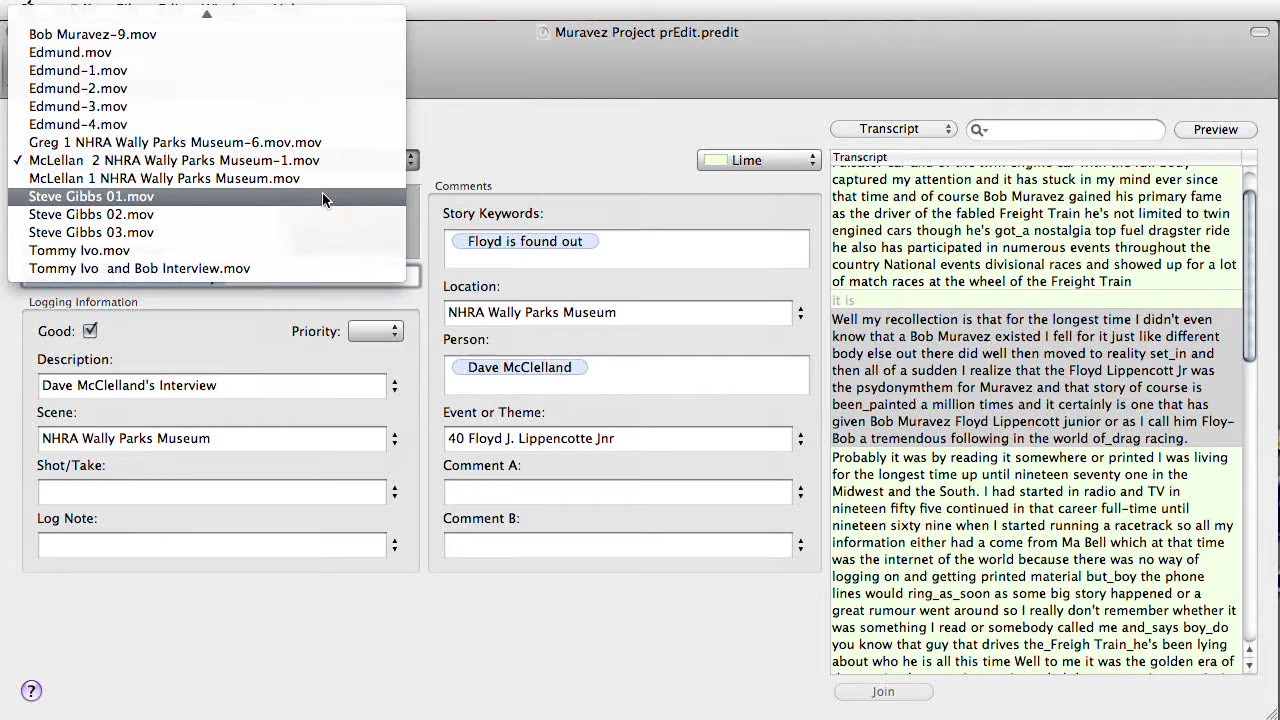 Muravez Project prEdit.predit
Bob Muravez-9.mov
Edmund.mov
Edmund-1.mov
Edmund-2.mov
Edmund-3.mov
Edmund-4.mov
Greg 1 NHRA Wally Parks Museum-6.mov.mov
✓ McLellan  2 NHRA Wally Parks Museum-1.mov
McLellan 1 NHRA Wally Parks Museum.mov
Steve Gibbs 01.mov
Steve Gibbs 02.mov
Steve Gibbs 03.mov
Tommy Ivo.mov
Tommy Ivo  and Bob Interview.mov
Logging Information
Good:
Priority:
Description:
Dave McClelland's Interview
Scene:
NHRA Wally Parks Museum
Shot/Take:
Log Note:
Lime
Comments
Story Keywords:
Floyd is found out
Location:
NHRA Wally Parks Museum
Person:
Dave McClelland
Event or Theme:
40 Floyd J. Lippencotte Jnr
Comment A:
Comment B:
Transcript
Preview
Transcript
captured my attention and it has stuck in my mind ever since
that time and of course Bob Muravez gained his primary fame
as the driver of the fabled Freight Train he's not limited to twin
engined cars though he's got_a nostalgia top fuel dragster ride
he also has participated in numerous events throughout the
country National events divisional races and showed up for a lot
of match races at the wheel of the Freight Train
it is
Well my recollection is that for the longest time I didn't even
know that a Bob Muravez existed I fell for it just like different
body else out there did well then moved to reality set_in and
then all of a sudden I realize that the Floyd Lippencott Jr was
the psydonymthem for Muravez and that story of course is
been_painted a million times and it certainly is one that has
given Bob Muravez Floyd Lippencott junior or as I call him Floy-
Bob a tremendous following in the world of_drag racing.
Probably it was by reading it somewhere or printed I was living
for the longest time up until nineteen seventy one in the
Midwest and the South. I had started in radio and TV in
nineteen fifty five continued in that career full-time until
nineteen sixty nine when I started running a racetrack so all my
information either had a come from Ma Bell which at that time
was the internet of the world because there was no way of
logging on and getting printed material but_boy the phone
lines would ring_as_soon as some big story happened or a
great rumour went around so I really don't remember whether it
was something I read or somebody called me and_says boy_do
you know that guy that drives the_Freigh Train_he's been lying
about who he is all this time Well to me it was the golden era of
Join
?